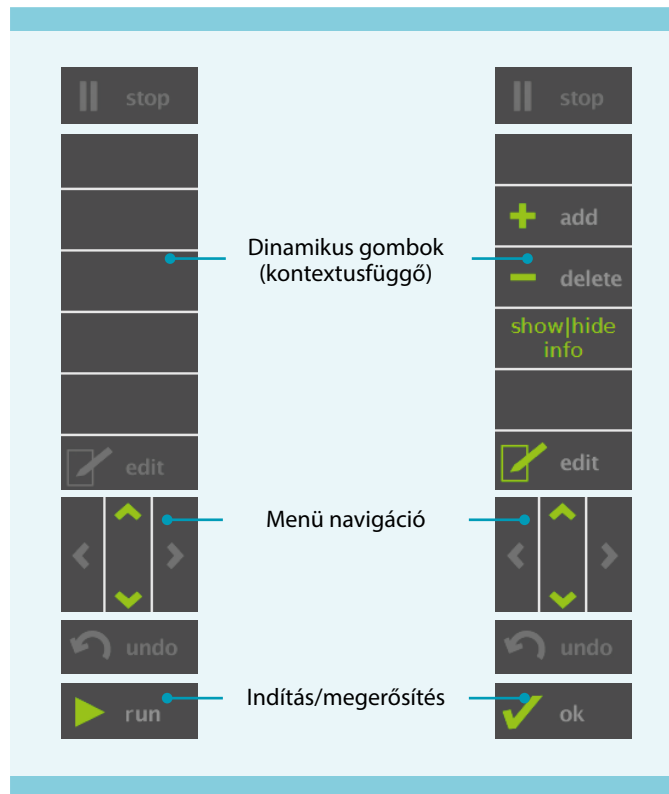 stop
stop
add
Dinamikus gombok
(kontextusfüggő)
delete
show|hide
info
edit
edit
Menü navigáció
undo
undo
run
Indítás/megerősítés
ok